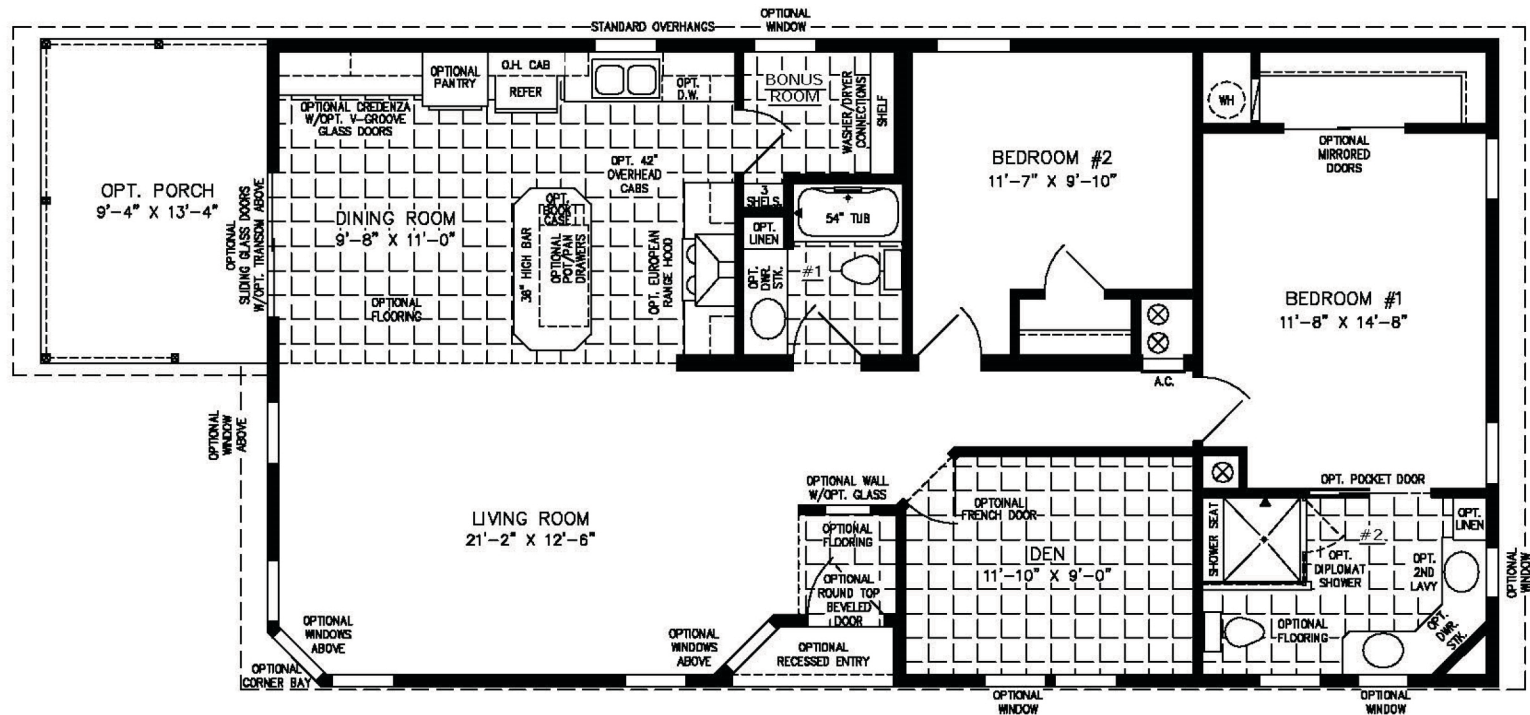 STANDARD OVERHANGS
OPTIONAL
WINDOW
OPT. PORCH
9'-4" X 13'-4"
OPTIONAL
SLIDING GLASS DOORS
W/OPT. TRANSOM ABOVE
OPTIONAL CREDENZA
W/OPT. V-GROOVE
GLASS DOORS
OPTIONAL
PANTRY
O.H. CAB
REFER
OPT.
D.W.
BONUS
ROOM
WASHER/DRYER
CONNECTIONS
SHELF
DINING ROOM
9'-8" X 11'-0"
OPTIONAL
FLOORING
OPT. 42"
OVERHEAD
CABS
36" HIGH BAR
OPT.
BOOK
CASE
OPTIONAL
POT/PAN
DRAWERS
OPT. EUROPEAN
RANGE HOOD
3
SHELS.
OPT.
LINEN
54" TUB
OPT.
DWR.
STK.
#1
BEDROOM #2
11'-7" X 9'-10"
A.C.
WH
OPTIONAL
MIRRORED
DOORS
BEDROOM #1
11'-8" X 14'-8"
OPTIONAL
WINDOW
ABOVE
LIVING ROOM
21'-2" X 12'-6"
OPTIONAL WALL
W/OPT. GLASS
OPTIONAL
FLOORING
OPTIONAL
ROUND TOP
BEVELED
DOOR
OPTIONAL
RECESSED ENTRY
OPTIONAL
WINDOWS
ABOVE
OPTIONAL
CORNER BAY
OPTIONAL
WINDOWS
ABOVE
OPTOINAL
FRENCH DOOR
DEN
11'-10" X 9'-0"
OPTIONAL
WINDOW
OPT. POCKET DOOR
SHOWER SEAT
#2
OPT.
DIPLOMAT
SHOWER
OPT.
LINEN
OPT.
2ND
LAVY
OPTIONAL
FLOORING
OPT.
DWR.
STK.
OPTIONAL
WINDOW
OPTIONAL
WINDOW